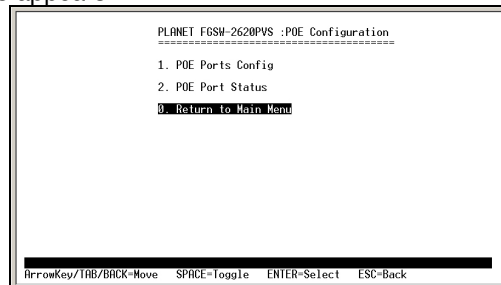 PLANET FGSW-2620PVS :POE Configuration
======================================
1. POE Ports Config
2. POE Port Status
0. Return to Main Menu
ArrowKey/TAB/BACK=Move SPACE=Toggle ENTER=Select ESC=Back